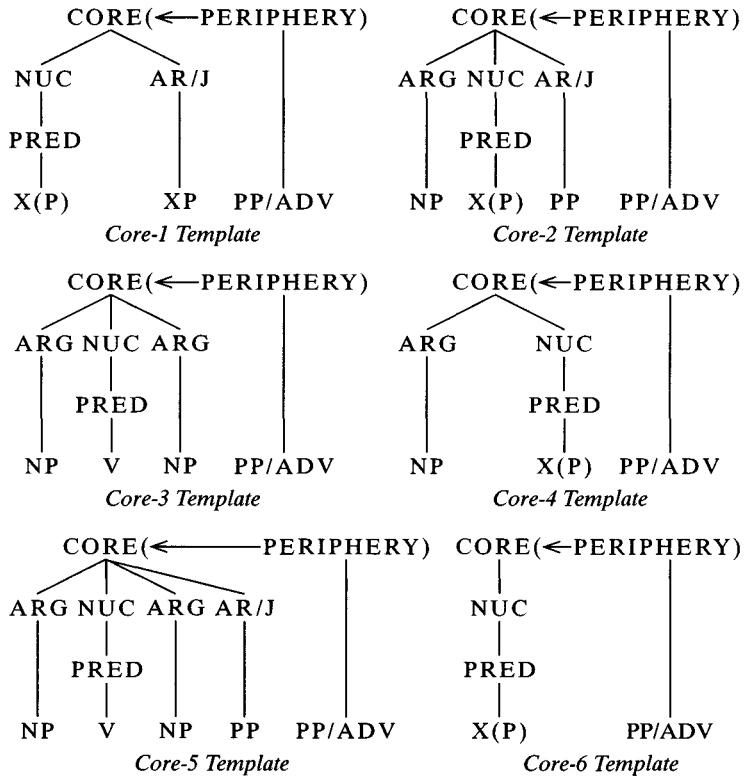 CORE(←PERIPHERY) CORE(←PERIPHERY)
NUC AR/J ARG NUC AR/J
PRED PRED
X(P) XP PP/ADV NP X(P) PP PP/ADV
Core-1 Template Core-2 Template
CORE(←PERIPHERY) CORE(←PERIPHERY)
ARG NUC ARG ARG NUC
PRED PRED
NP V NP PP/ADV NP X(P) PP/ADV
Core-3 Template Core-4 Template
CORE(←PERIPHERY) CORE(←PERIPHERY)
ARG NUC ARG AR/J NUC
PRED PRED
NP V NP PP PP/ADV X(P) PP/ADV
Core-5 Template Core-6 Template